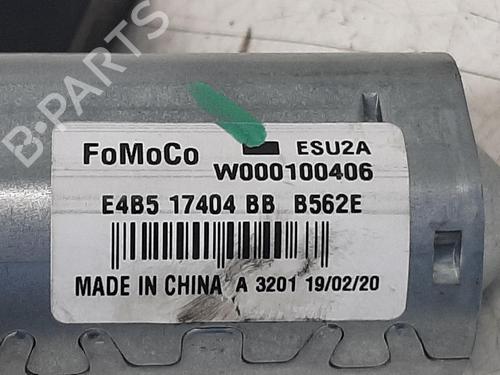 B-PARTS
FoMoCo ESU2A
W000100406
E4B5 17404 BB B562E
MADE IN CHINA A 3201 19/02/20